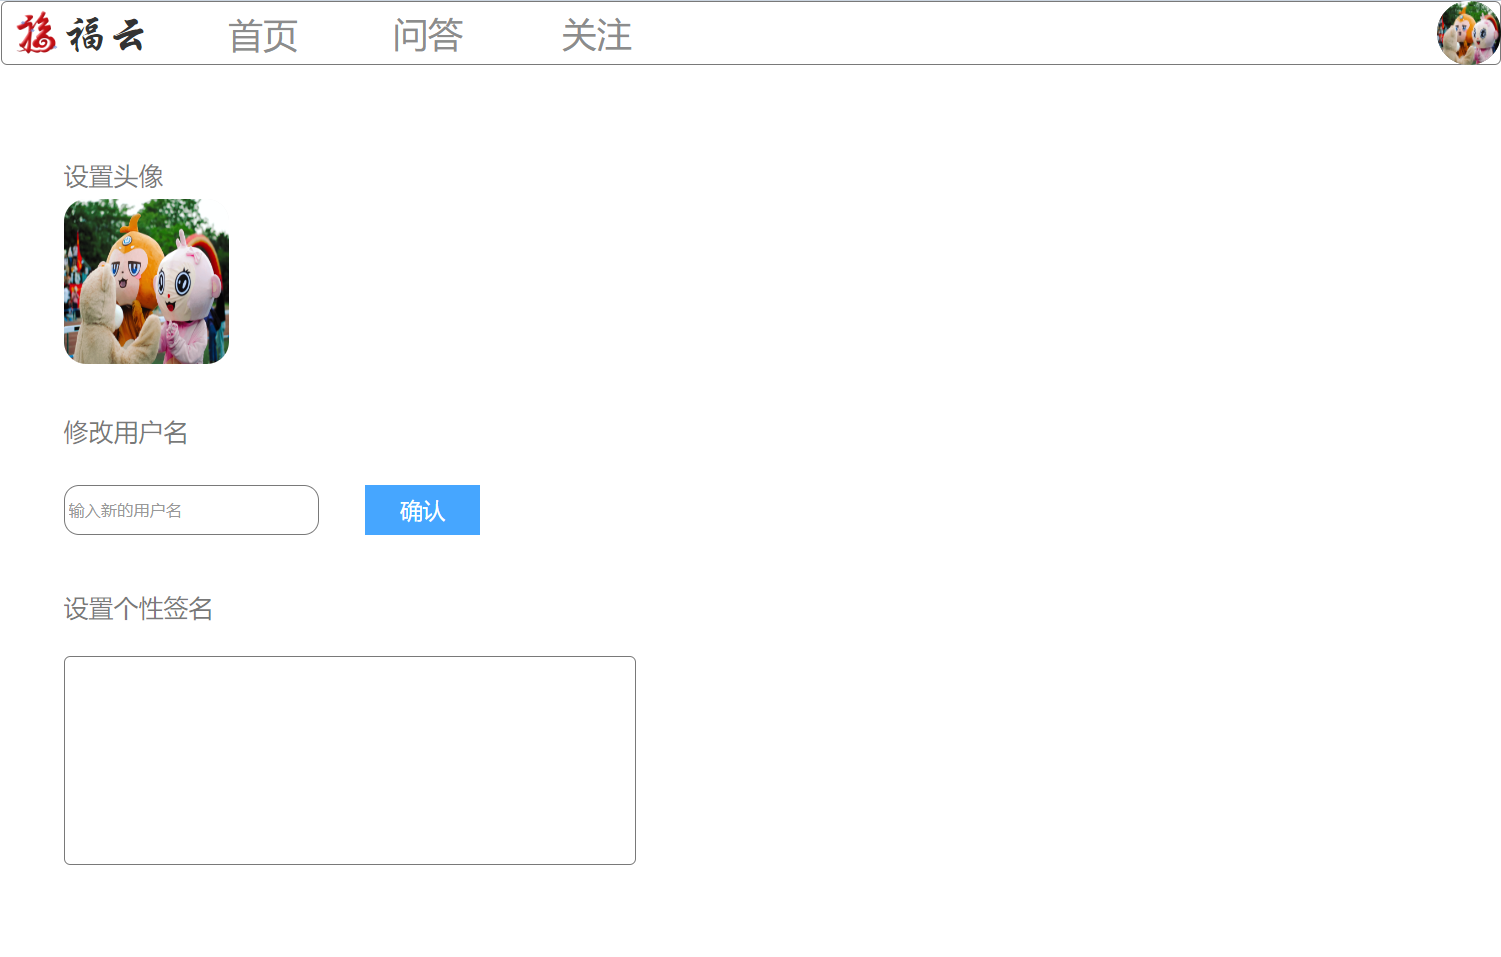 福 福云 首页 问答 关注
设置头像
修改用户名
输入新的用户名 确认
设置个性签名